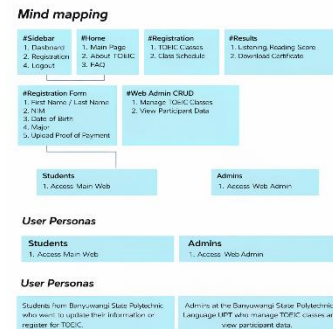 Mind mapping
#Sidebar
1. Dasboard
2. Registration
4. Logout
#Home
1. Main Page
2. About TOEIC
3. FAQ
#Registration
1. TOEIC Classes
2. Class Schedule
#Results
1. Listening, Reading Score
2. Download Certificate
#Registration Form
1. First Name / Last Name
2. NIM
3. Date of Birth
4. Major
5. Upload Proof of Payment
#Web Admin CRUD
1. Manage TOEIC Classes
2. View Participant Data
Students
1. Access Main Web
Admins
1. Access Web Admin
User Personas
Students
1. Access Main Web
Admins
1. Access Web Admin
User Personas
Students from Banyuwangi State Polytechnic
who want to update their information or
register for TOEIC.
Admins at the Banyuwangi State Polytechnic
Language UPT who manage TOEIC classes
view participant data.